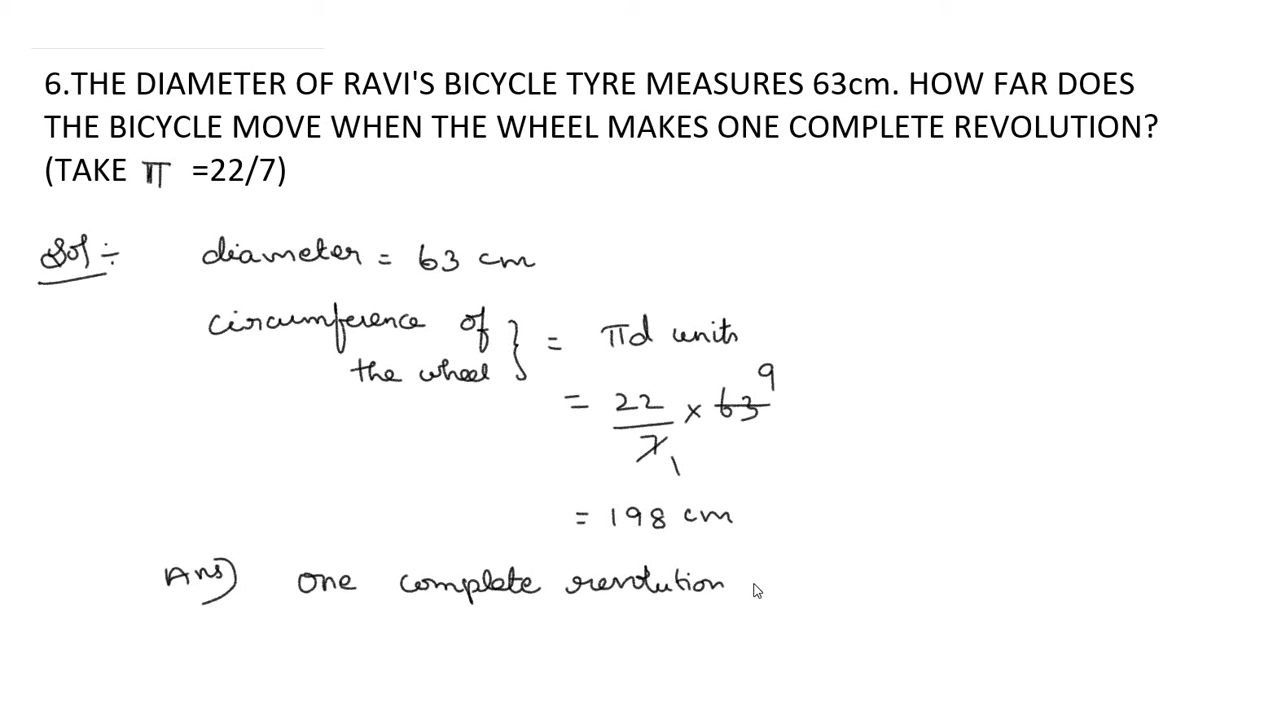 6.THE DIAMETER OF RAVI'S BICYCLE TYRE MEASURES 63cm. HOW FAR DOES
THE BICYCLE MOVE WHEN THE WHEEL MAKES ONE COMPLETE REVOLUTION?
(TAKE π =22/7)
Sol ÷ diameter = 63 cm
circumference of
the wheel } = πd units
= 22/7 1 × 63 9
= 198 cm
Ans) one complete revolution